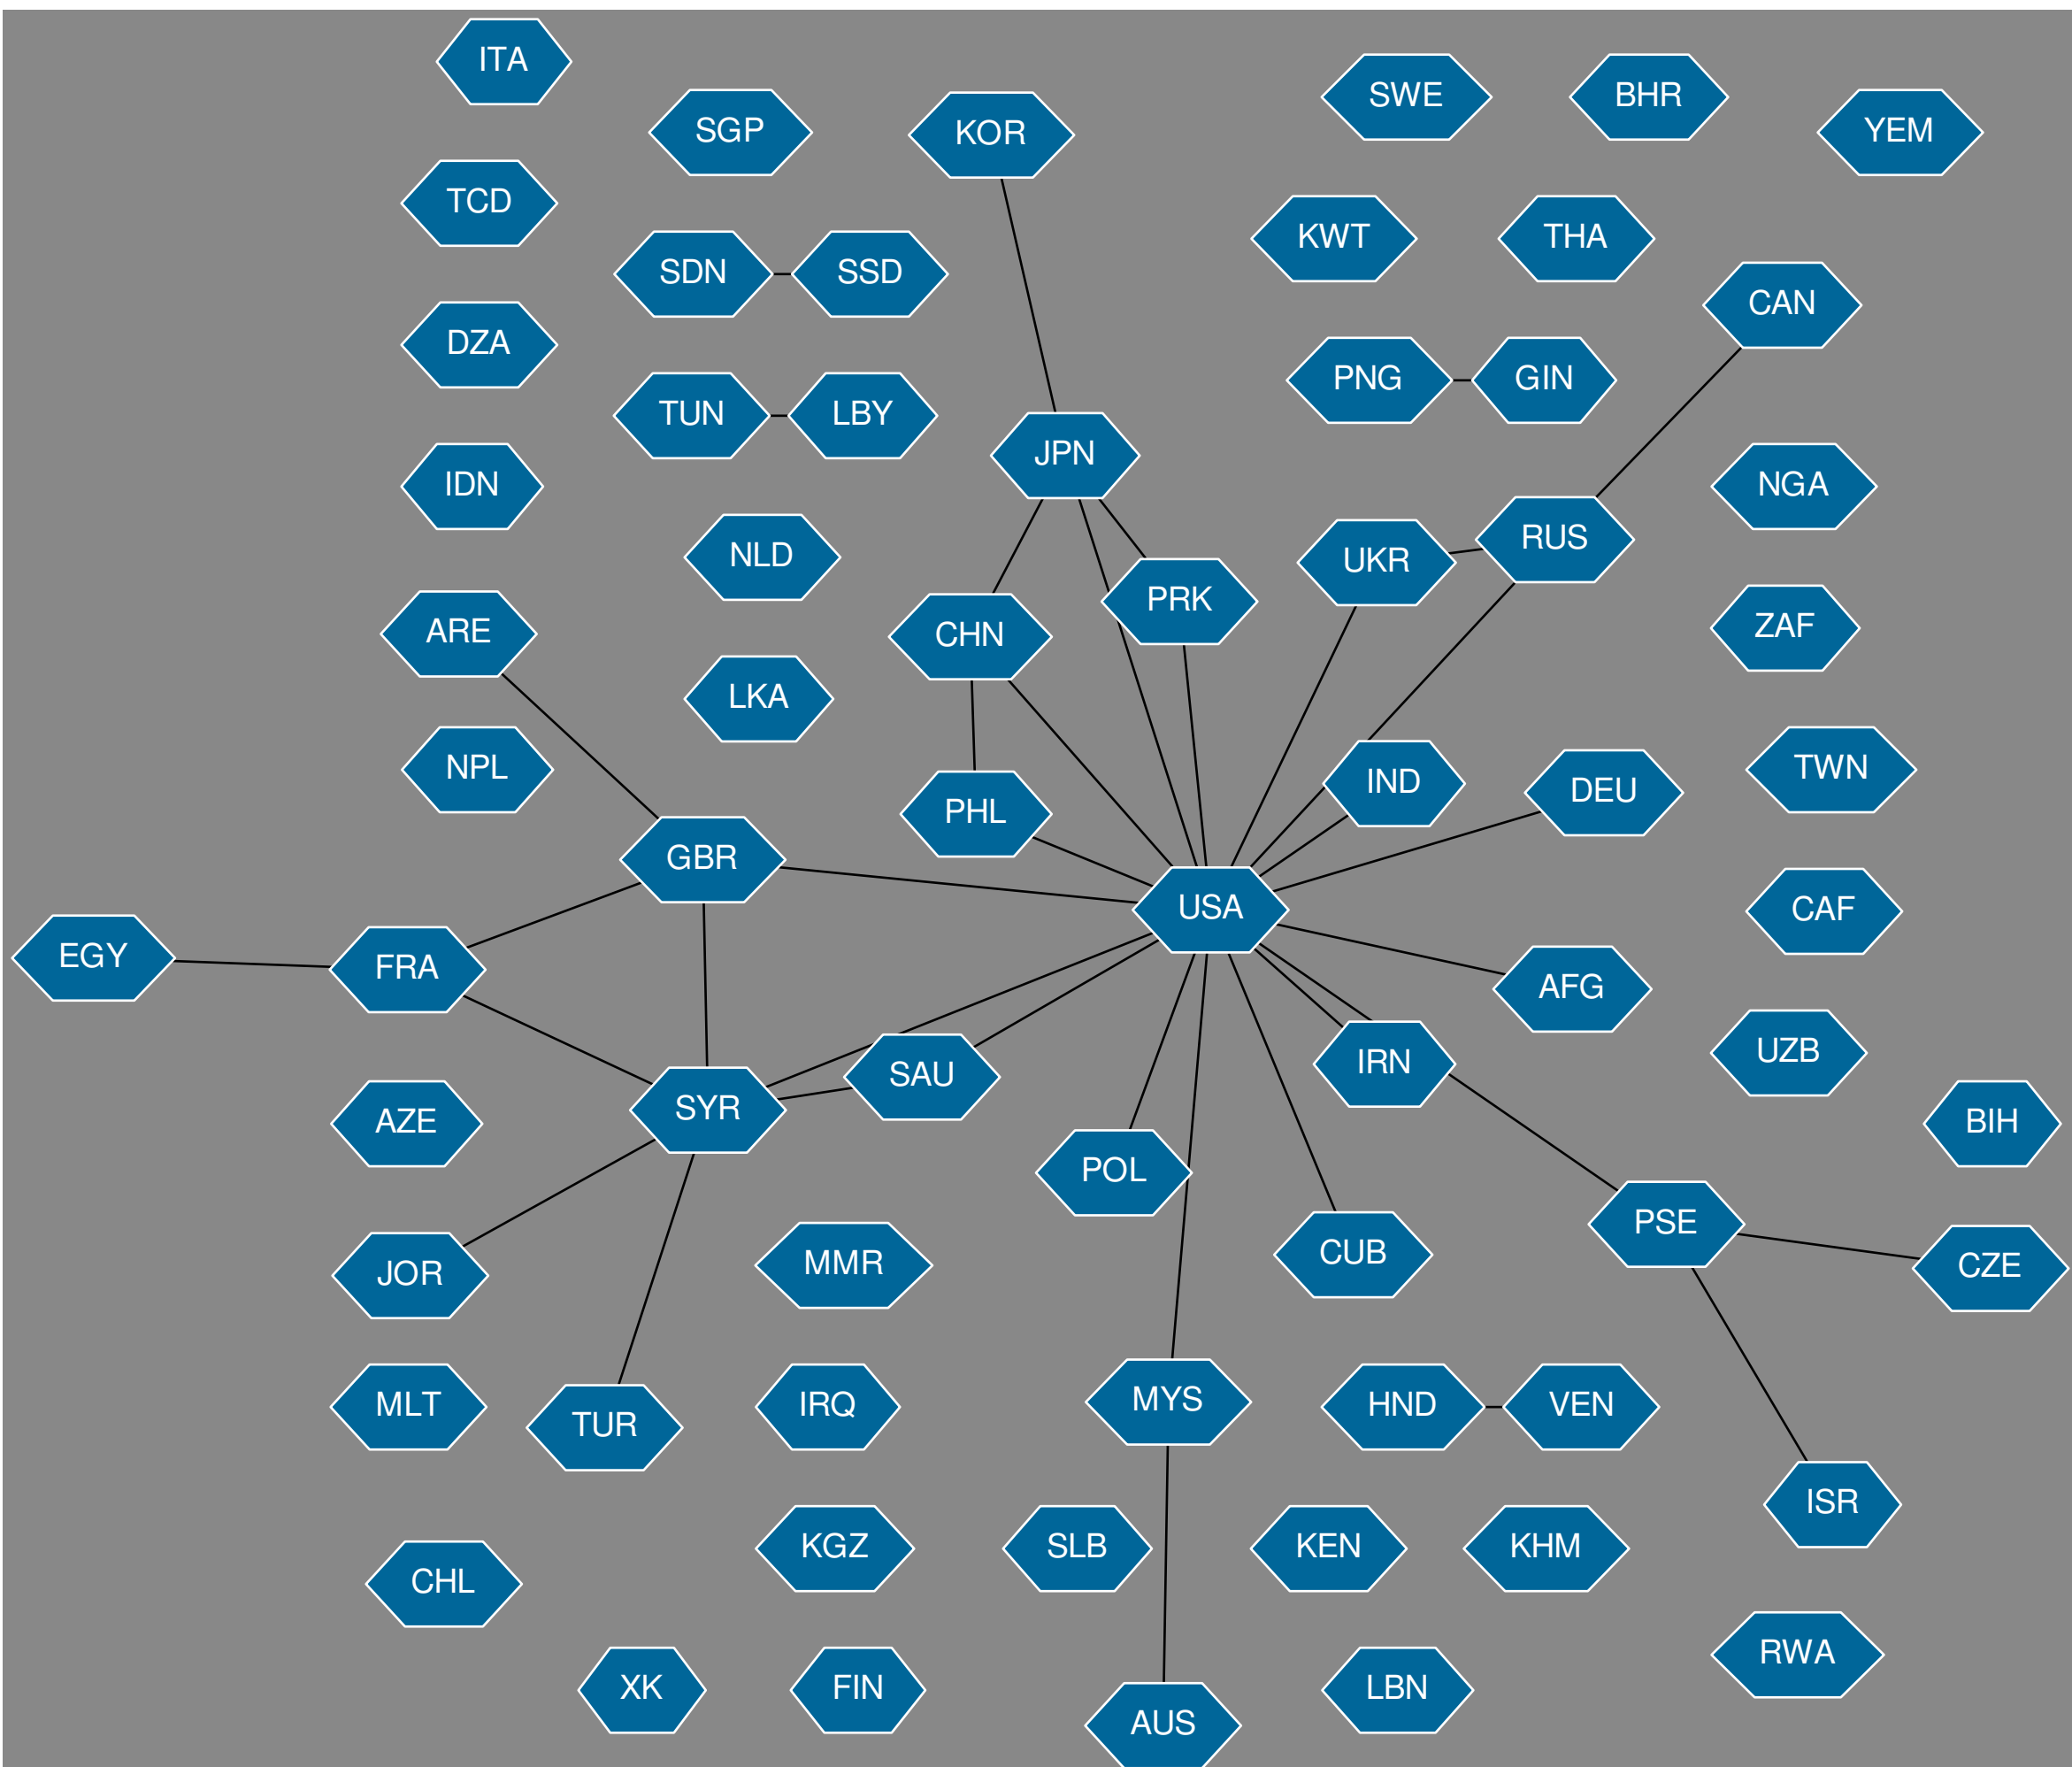 ITA
SWE
BHR
SGP
KOR
YEM
TCD
KWT
THA
SDN
SSD
CAN
DZA
PNG
GIN
TUN
LBY
JPN
IDN
NGA
RUS
NLD
UKR
PRK
ARE
CHN
ZAF
LKA
NPL
IND
TWN
DEU
PHL
GBR
USA
CAF
EGY
FRA
AFG
UZB
IRN
SAU
SYR
AZE
BIH
POL
PSE
CUB
MMR
CZE
JOR
MYS
MLT
IRQ
HND
VEN
TUR
ISR
KGZ
SLB
KEN
KHM
CHL
RWA
XK
FIN
LBN
AUS